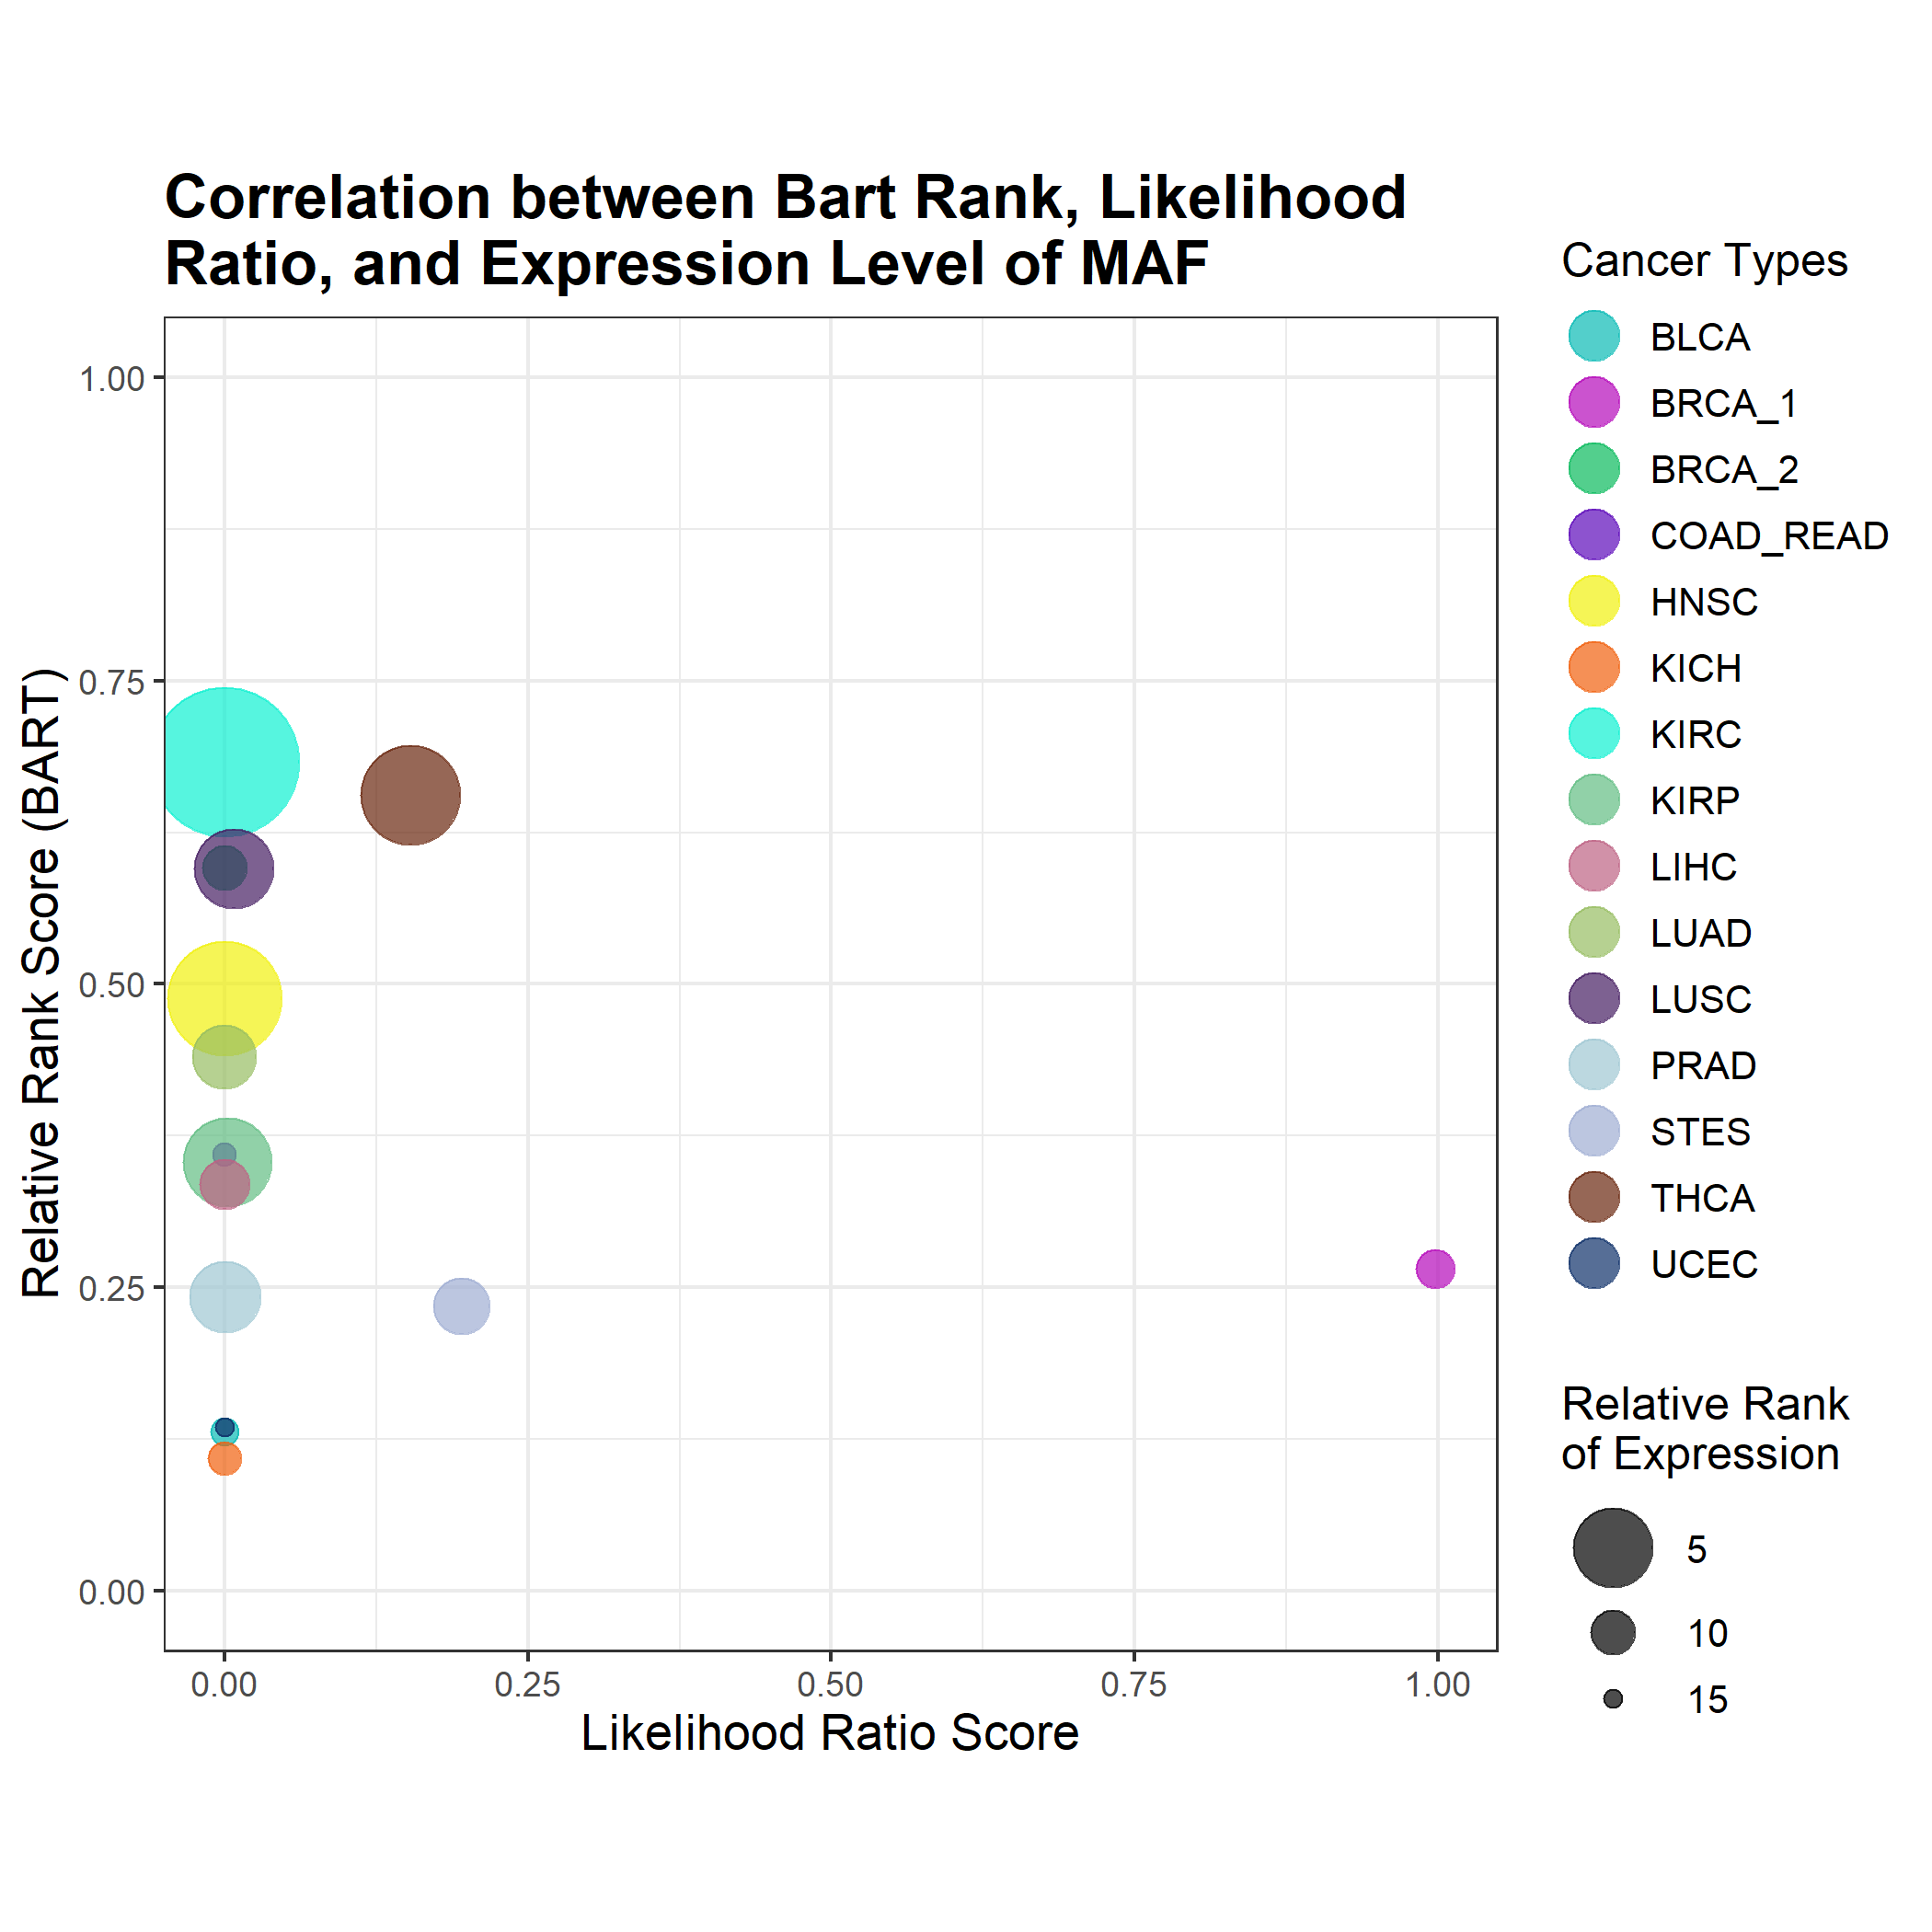 Correlation between Bart Rank, Likelihood
Ratio, and Expression Level of MAF
Relative Rank Score (BART)
1.00
0.75
0.50
0.25
0.00
0.00
0.25
0.50
0.75
1.00
Likelihood Ratio Score
Cancer Types
BLCA
BRCA_1
BRCA_2
COAD_READ
HNSC
KICH
KIRC
KIRP
LIHC
LUAD
LUSC
PRAD
STES
THCA
UCEC
Relative Rank
of Expression
5
10
15